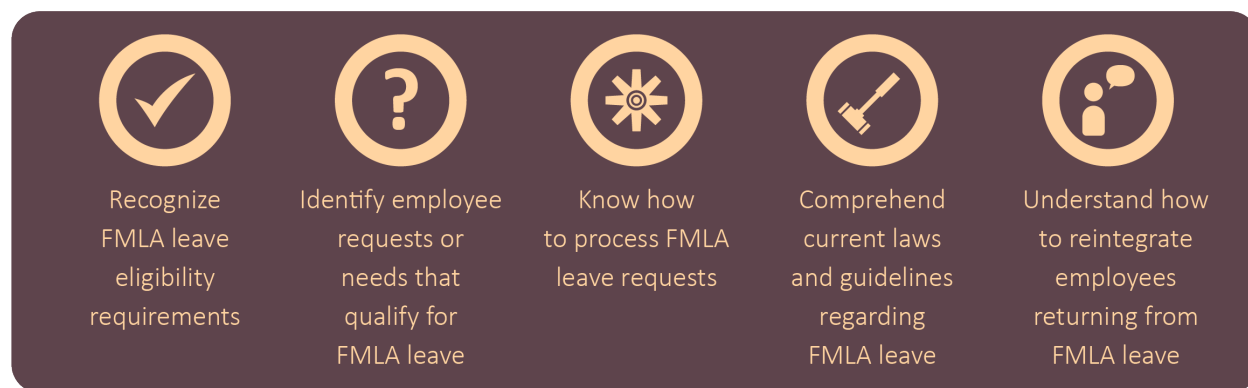 Recognize
FMLA leave
eligibility
requirements
Identify employee
requests or
needs that
qualify for
FMLA leave
Know how
to process FMLA
leave requests
Comprehend
current laws
and guidelines
regarding
FMLA leave
Understand how
to reintegrate
employees
returning from
FMLA leave